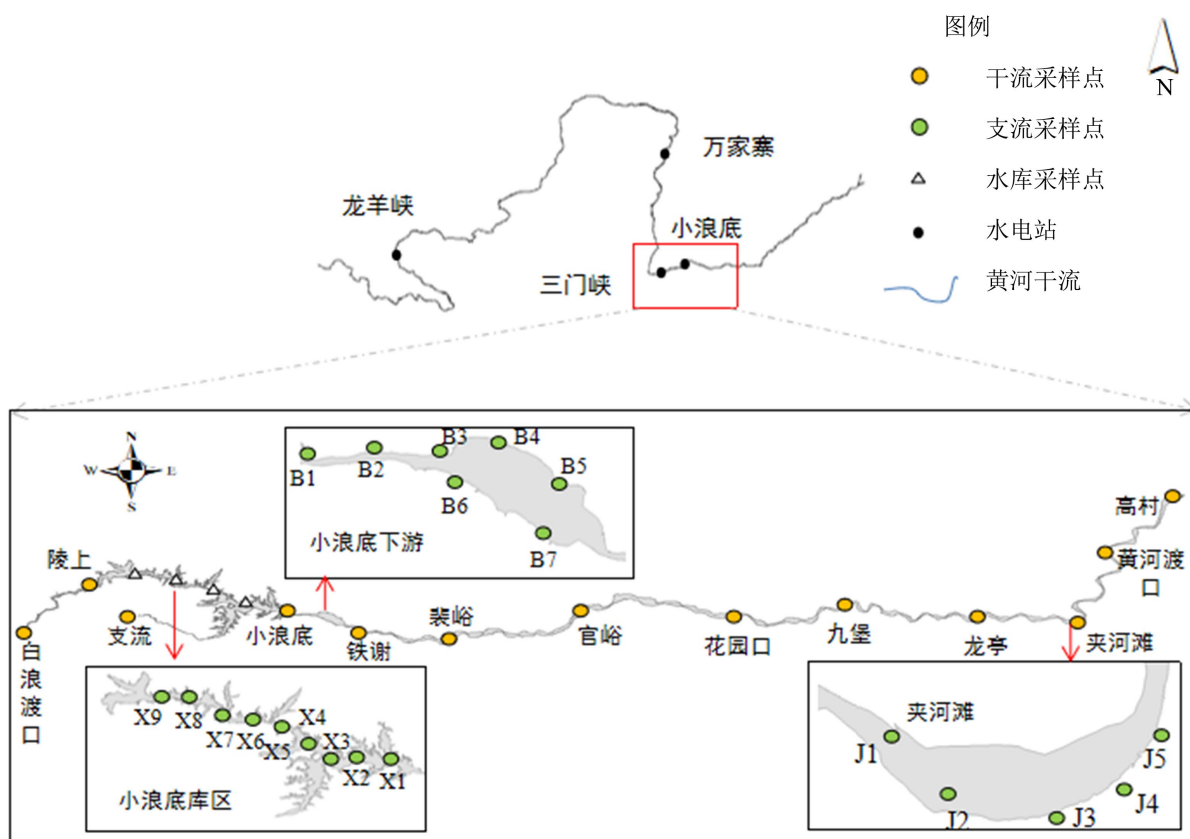 图例
干流采样点
支流采样点
水库采样点
水电站
黄河干流
N
万家寨
龙羊峡
小浪底
三门峡
N
W
E
S
B1
B2
B3
B4
B5
B6
B7
小浪底下游
陵上
支流
小浪底
铁谢
裴峪
官峪
花园口
九堡
龙亭
夹河滩
黄河渡
口
高村
白
浪
渡
口
X9
X8
X7
X6
X5
X4
X3
X2
X1
小浪底库区
夹河滩
J1
J2
J3
J4
J5